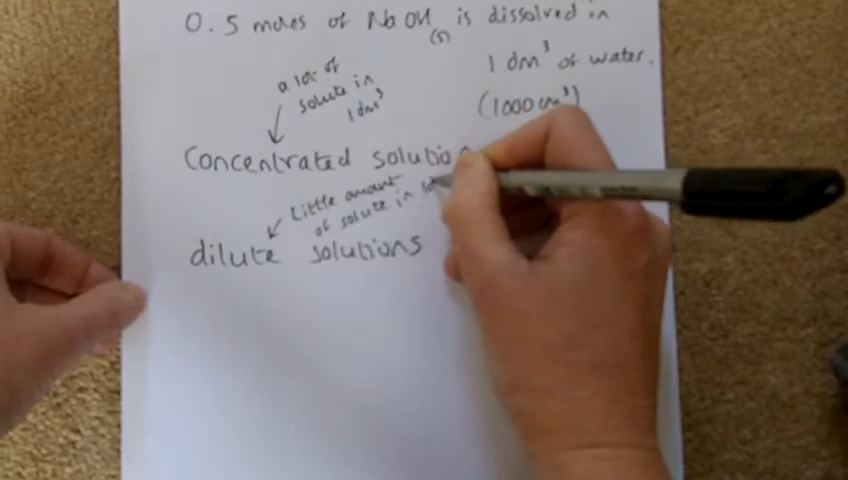 0.5 moles of NaOH(s) is dissolved in
1 dm³ of water.
(1000cm³)
a lot of
solute in
1dm³
Concentrated solution
Little amount
of solute in
dilute solutions